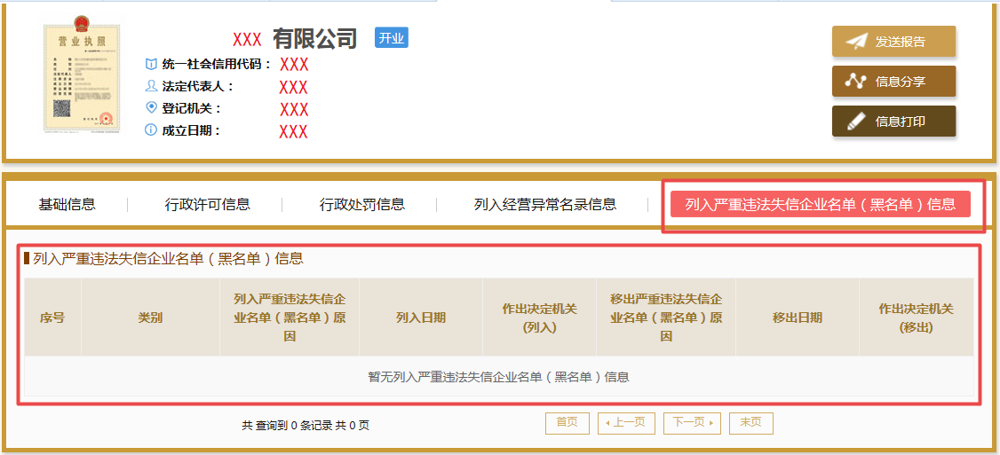 营业执照
XXX 有限公司 开业
统一社会信用代码： XXX
法定代表人： XXX
登记机关： XXX
成立日期： XXX
发送报告
信息分享
信息打印
基础信息 行政许可信息 行政处罚信息 列入经营异常名录信息 列入严重违法失信企业名单（黑名单）信息
列入严重违法失信企业名单（黑名单）信息
序号
类别
列入严重违法失信企
业名单（黑名单）原
因
列入日期
作出决定机关
(列入)
移出严重违法失信企
业名单（黑名单）原
因
移出日期
作出决定机关
(移出)
暂无列入严重违法失信企业名单（黑名单）信息
共 查询到 0 条记录 共 0 页 首页 上一页 下一页 末页